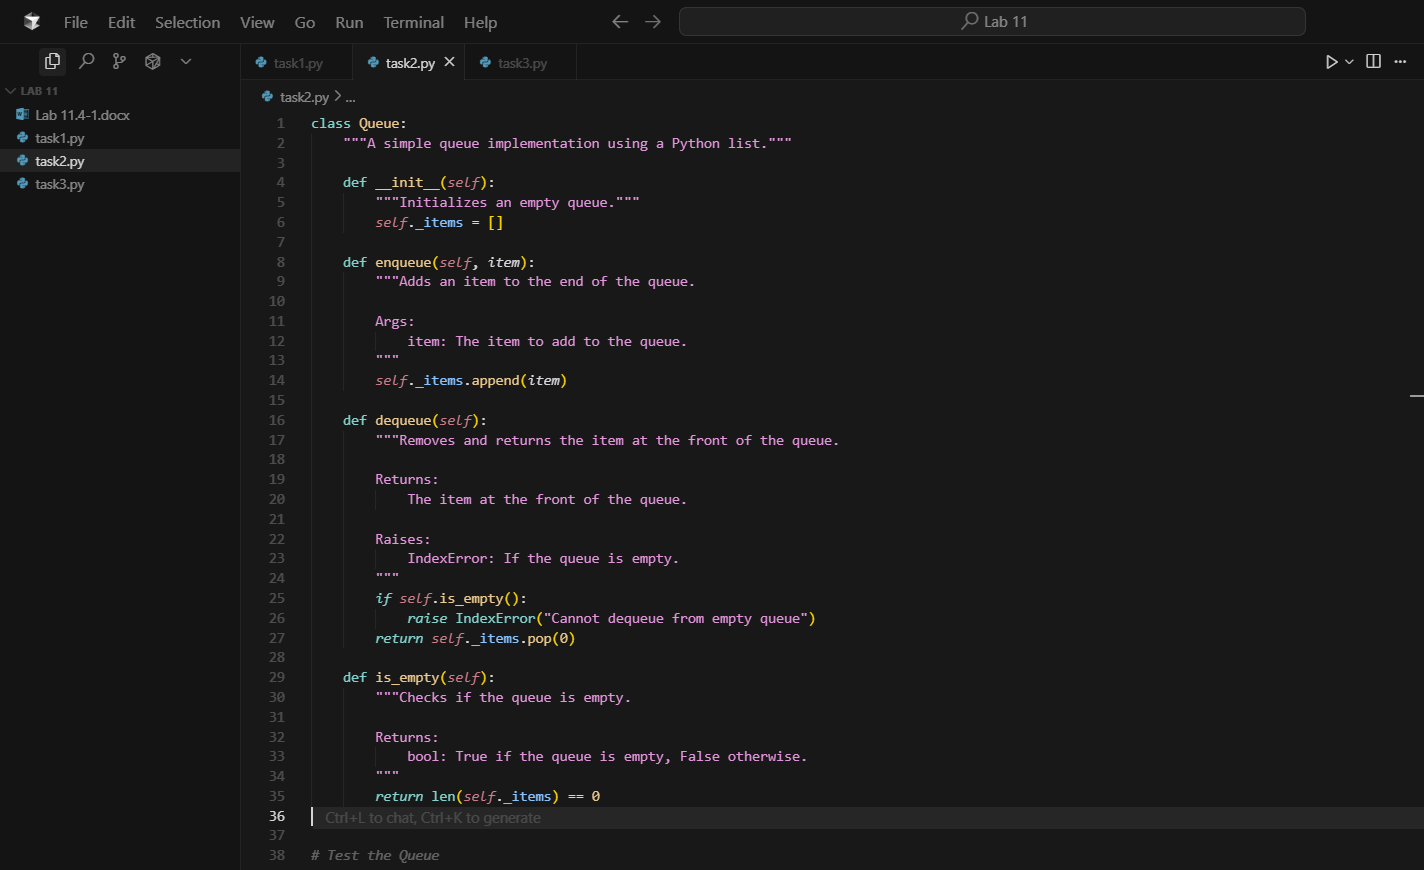 File Edit Selection View Go Run Terminal Help
Lab 11
task1.py
task2.py
task3.py
LAB 11
Lab 11.4-1.docx
task1.py
task2.py
task3.py
task2.py > ...
1 class Queue:
2 """A simple queue implementation using a Python list."""
3
4 def __init__(self):
5 """Initializes an empty queue."""
6 self._items = []
7
8 def enqueue(self, item):
9 """Adds an item to the end of the queue.
10
11 Args:
12 item: The item to add to the queue.
13 """
14 self._items.append(item)
15
16 def dequeue(self):
17 """Removes and returns the item at the front of the queue.
18
19 Returns:
20 The item at the front of the queue.
21
22 Raises:
23 IndexError: If the queue is empty.
24 """
25 if self.is_empty():
26 raise IndexError("Cannot dequeue from empty queue")
27 return self._items.pop(0)
28
29 def is_empty(self):
30 """Checks if the queue is empty.
31
32 Returns:
33 bool: True if the queue is empty, False otherwise.
34 """
35 return len(self._items) == 0
36 Ctrl+L to chat, Ctrl+K to generate
37
38 # Test the Queue